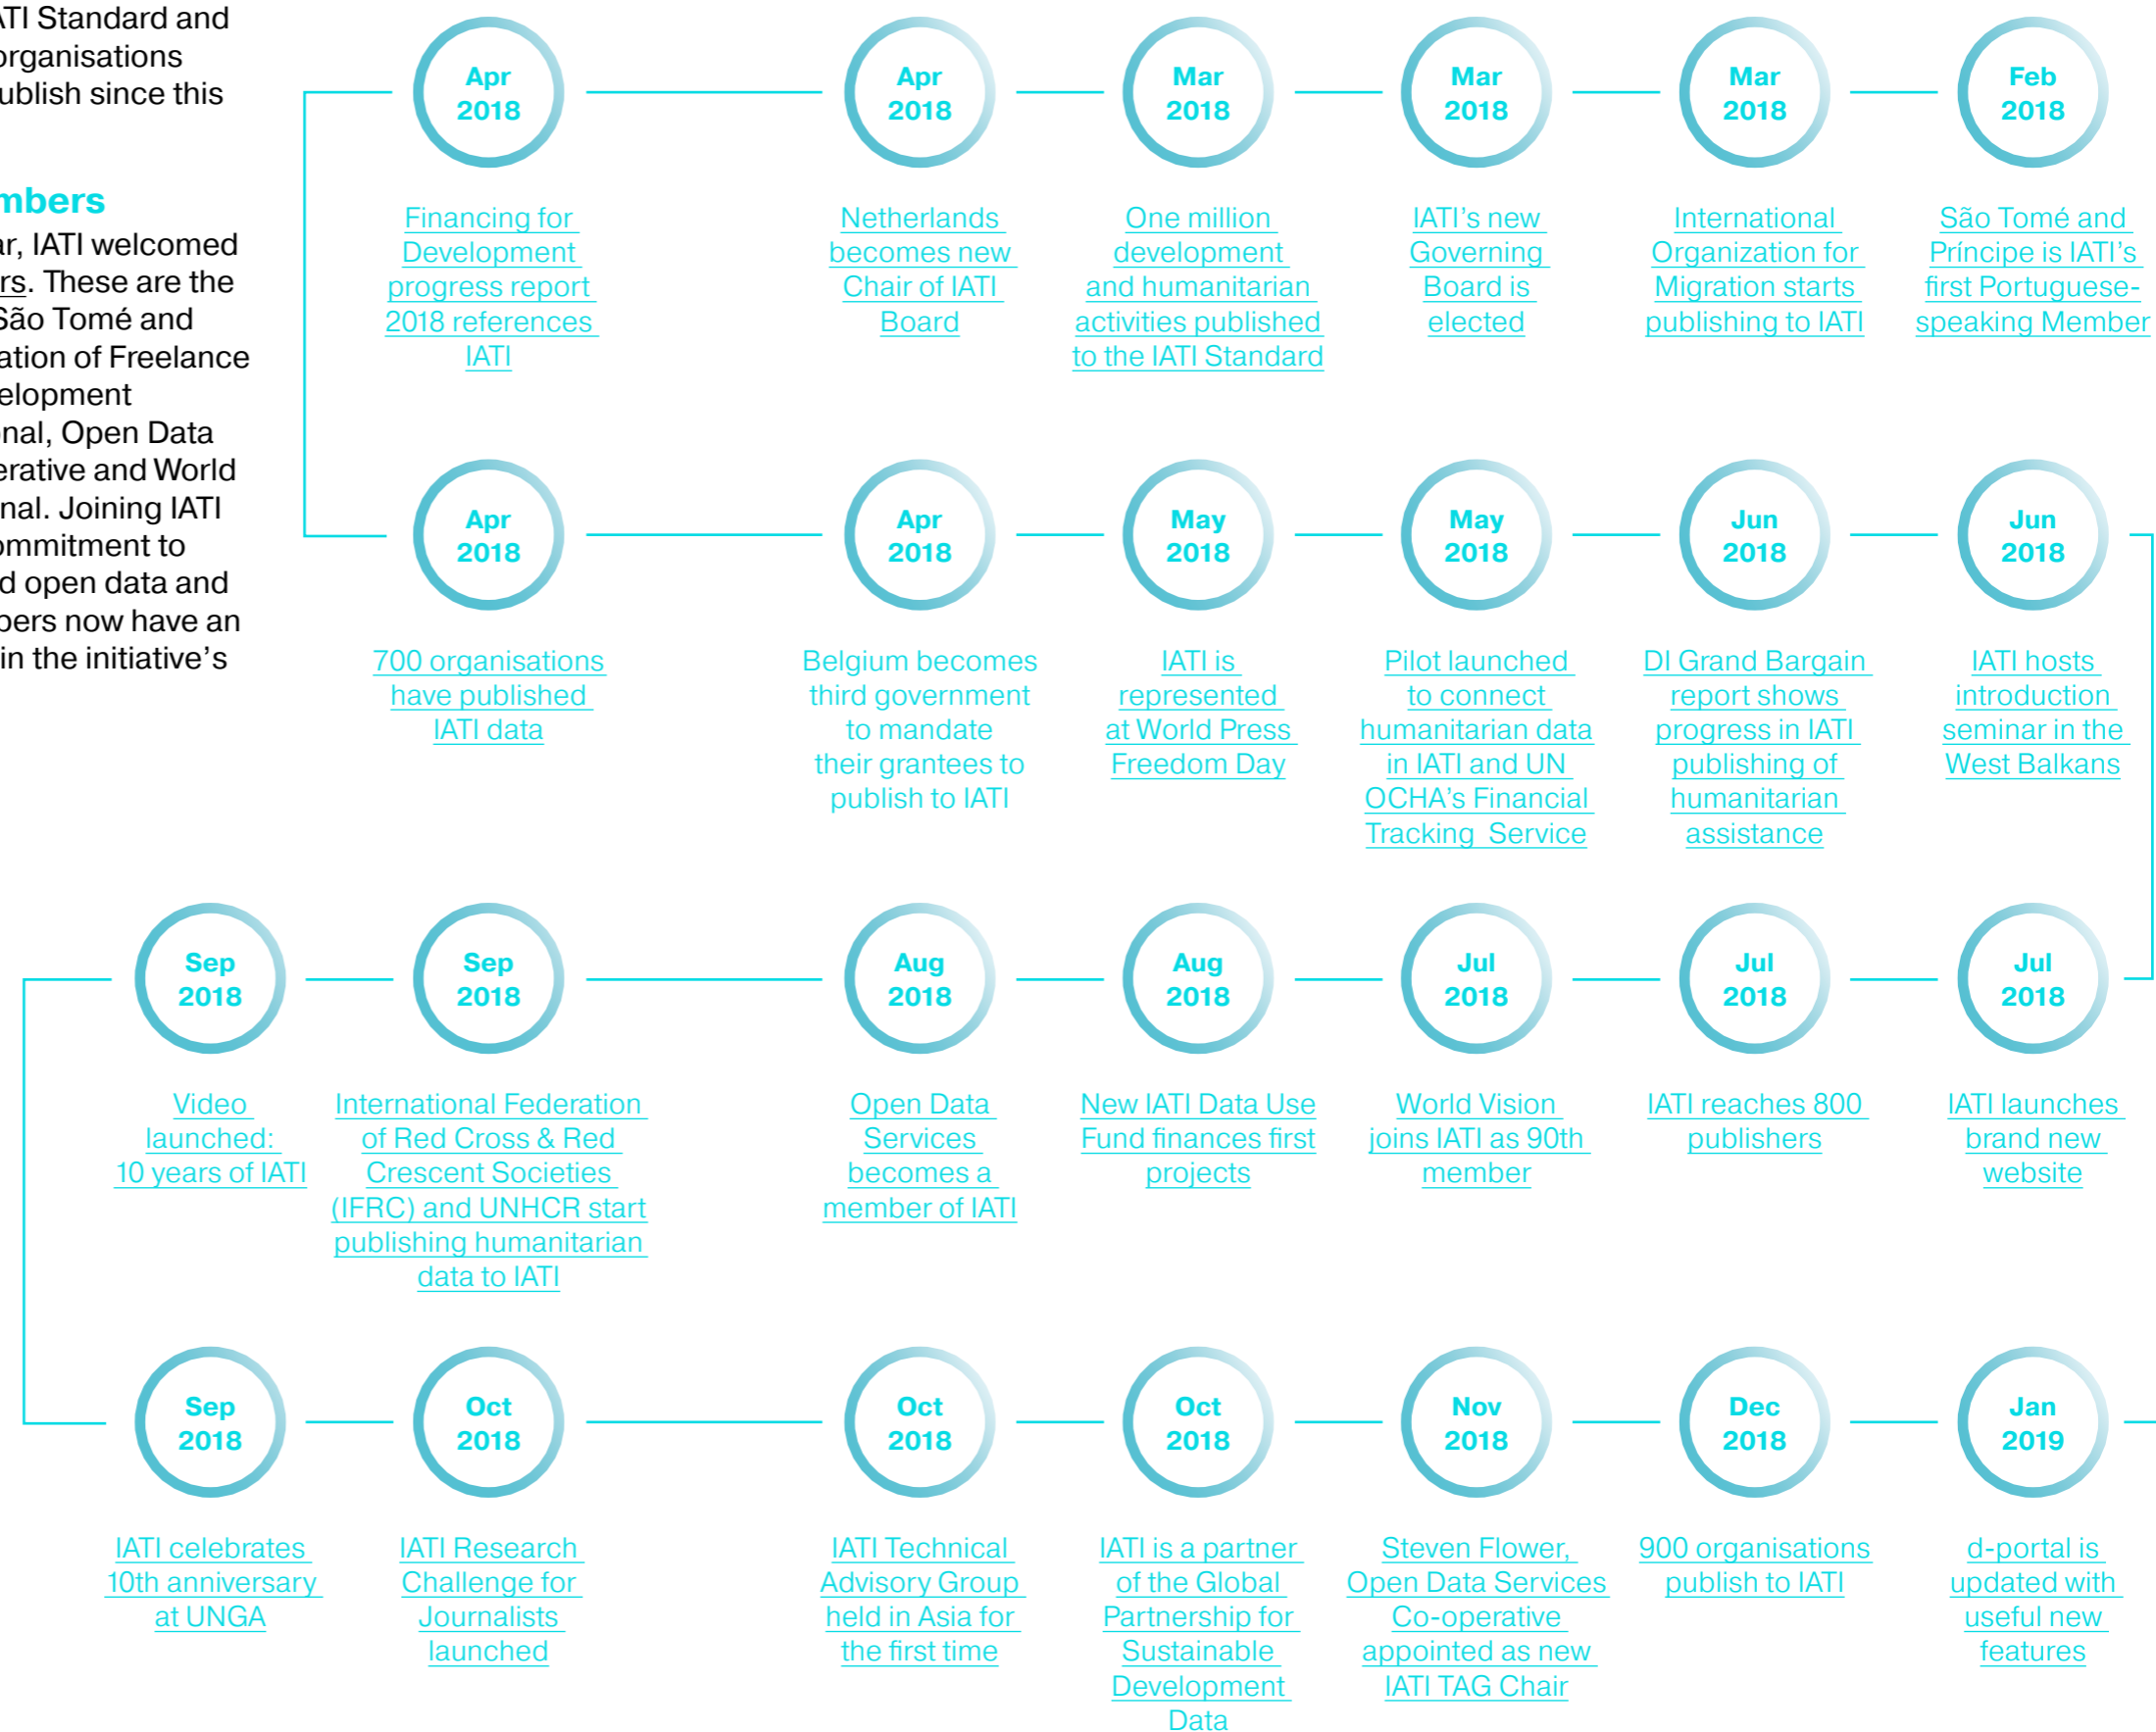 ATI Standard and
organisations
ublish since this
mbers
ar, IATI welcomed
rs. These are the
São Tomé and
ation of Freelance
velopment
onal, Open Data
erative and World
onal. Joining IATI
ommitment to
d open data and
bers now have an
in the initiative's
Apr
2018
Financing for
Development
progress report
2018 references
IATI
Apr
2018
Netherlands
becomes new
Chair of IATI
Board
Mar
2018
One million
development
and humanitarian
activities published
to the IATI Standard
Mar
2018
IATI's new
Governing
Board is
elected
Mar
2018
International
Organization for
Migration starts
publishing to IATI
Feb
2018
São Tomé and
Príncipe is IATI's
first Portuguese-
speaking Member
Apr
2018
700 organisations
have published
IATI data
Apr
2018
Belgium becomes
third government
to mandate
their grantees to
publish to IATI
May
2018
IATI is
represented
at World Press
Freedom Day
May
2018
Pilot launched
to connect
humanitarian data
in IATI and UN
OCHA's Financial
Tracking Service
Jun
2018
DI Grand Bargain
report shows
progress in IATI
publishing of
humanitarian
assistance
Jun
2018
IATI hosts
introduction
seminar in the
West Balkans
Sep
2018
Video
launched:
10 years of IATI
Sep
2018
International Federation
of Red Cross & Red
Crescent Societies
(IFRC) and UNHCR start
publishing humanitarian
data to IATI
Aug
2018
Open Data
Services
becomes a
member of IATI
Aug
2018
New IATI Data Use
Fund finances first
projects
Jul
2018
World Vision
joins IATI as 90th
member
Jul
2018
IATI reaches 800
publishers
Jul
2018
IATI launches
brand new
website
Sep
2018
IATI celebrates
10th anniversary
at UNGA
Oct
2018
IATI Research
Challenge for
Journalists
launched
Oct
2018
IATI Technical
Advisory Group
held in Asia for
the first time
Oct
2018
IATI is a partner
of the Global
Partnership for
Sustainable
Development
Data
Nov
2018
Steven Flower,
Open Data Services
Co-operative
appointed as new
IATI TAG Chair
Dec
2018
900 organisations
publish to IATI
Jan
2019
d-portal is
updated with
useful new
features